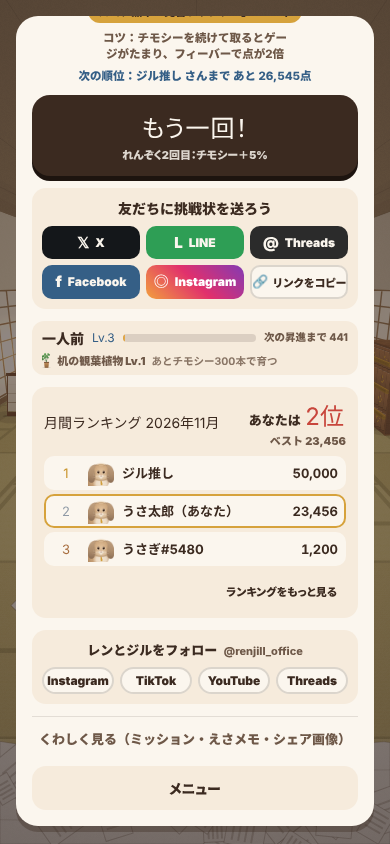 コツ：チモシーを続けて取るとゲー
ジがたまり、フィーバーで点が2倍
次の順位：ジル推し さんまで あと 26,545点
もう一回！
れんぞく2回目：チモシー＋5%
友だちに挑戦状を送ろう
𝕏 X
L LINE
@ Threads
f Facebook
◎ Instagram
🔗 リンクをコピー
一人前 Lv.3 次の昇進まで 441
🪴 机の観葉植物 Lv.1 あとチモシー300本で育つ
月間ランキング 2026年11月
あなたは 2位
ベスト 23,456
1 ジル推し 50,000
2 うさ太郎（あなた） 23,456
3 うさぎ#5480 1,200
ランキングをもっと見る
レンとジルをフォロー @renjill_office
Instagram
TikTok
YouTube
Threads
くわしく見る（ミッション・えさメモ・シェア画像）
メニュー